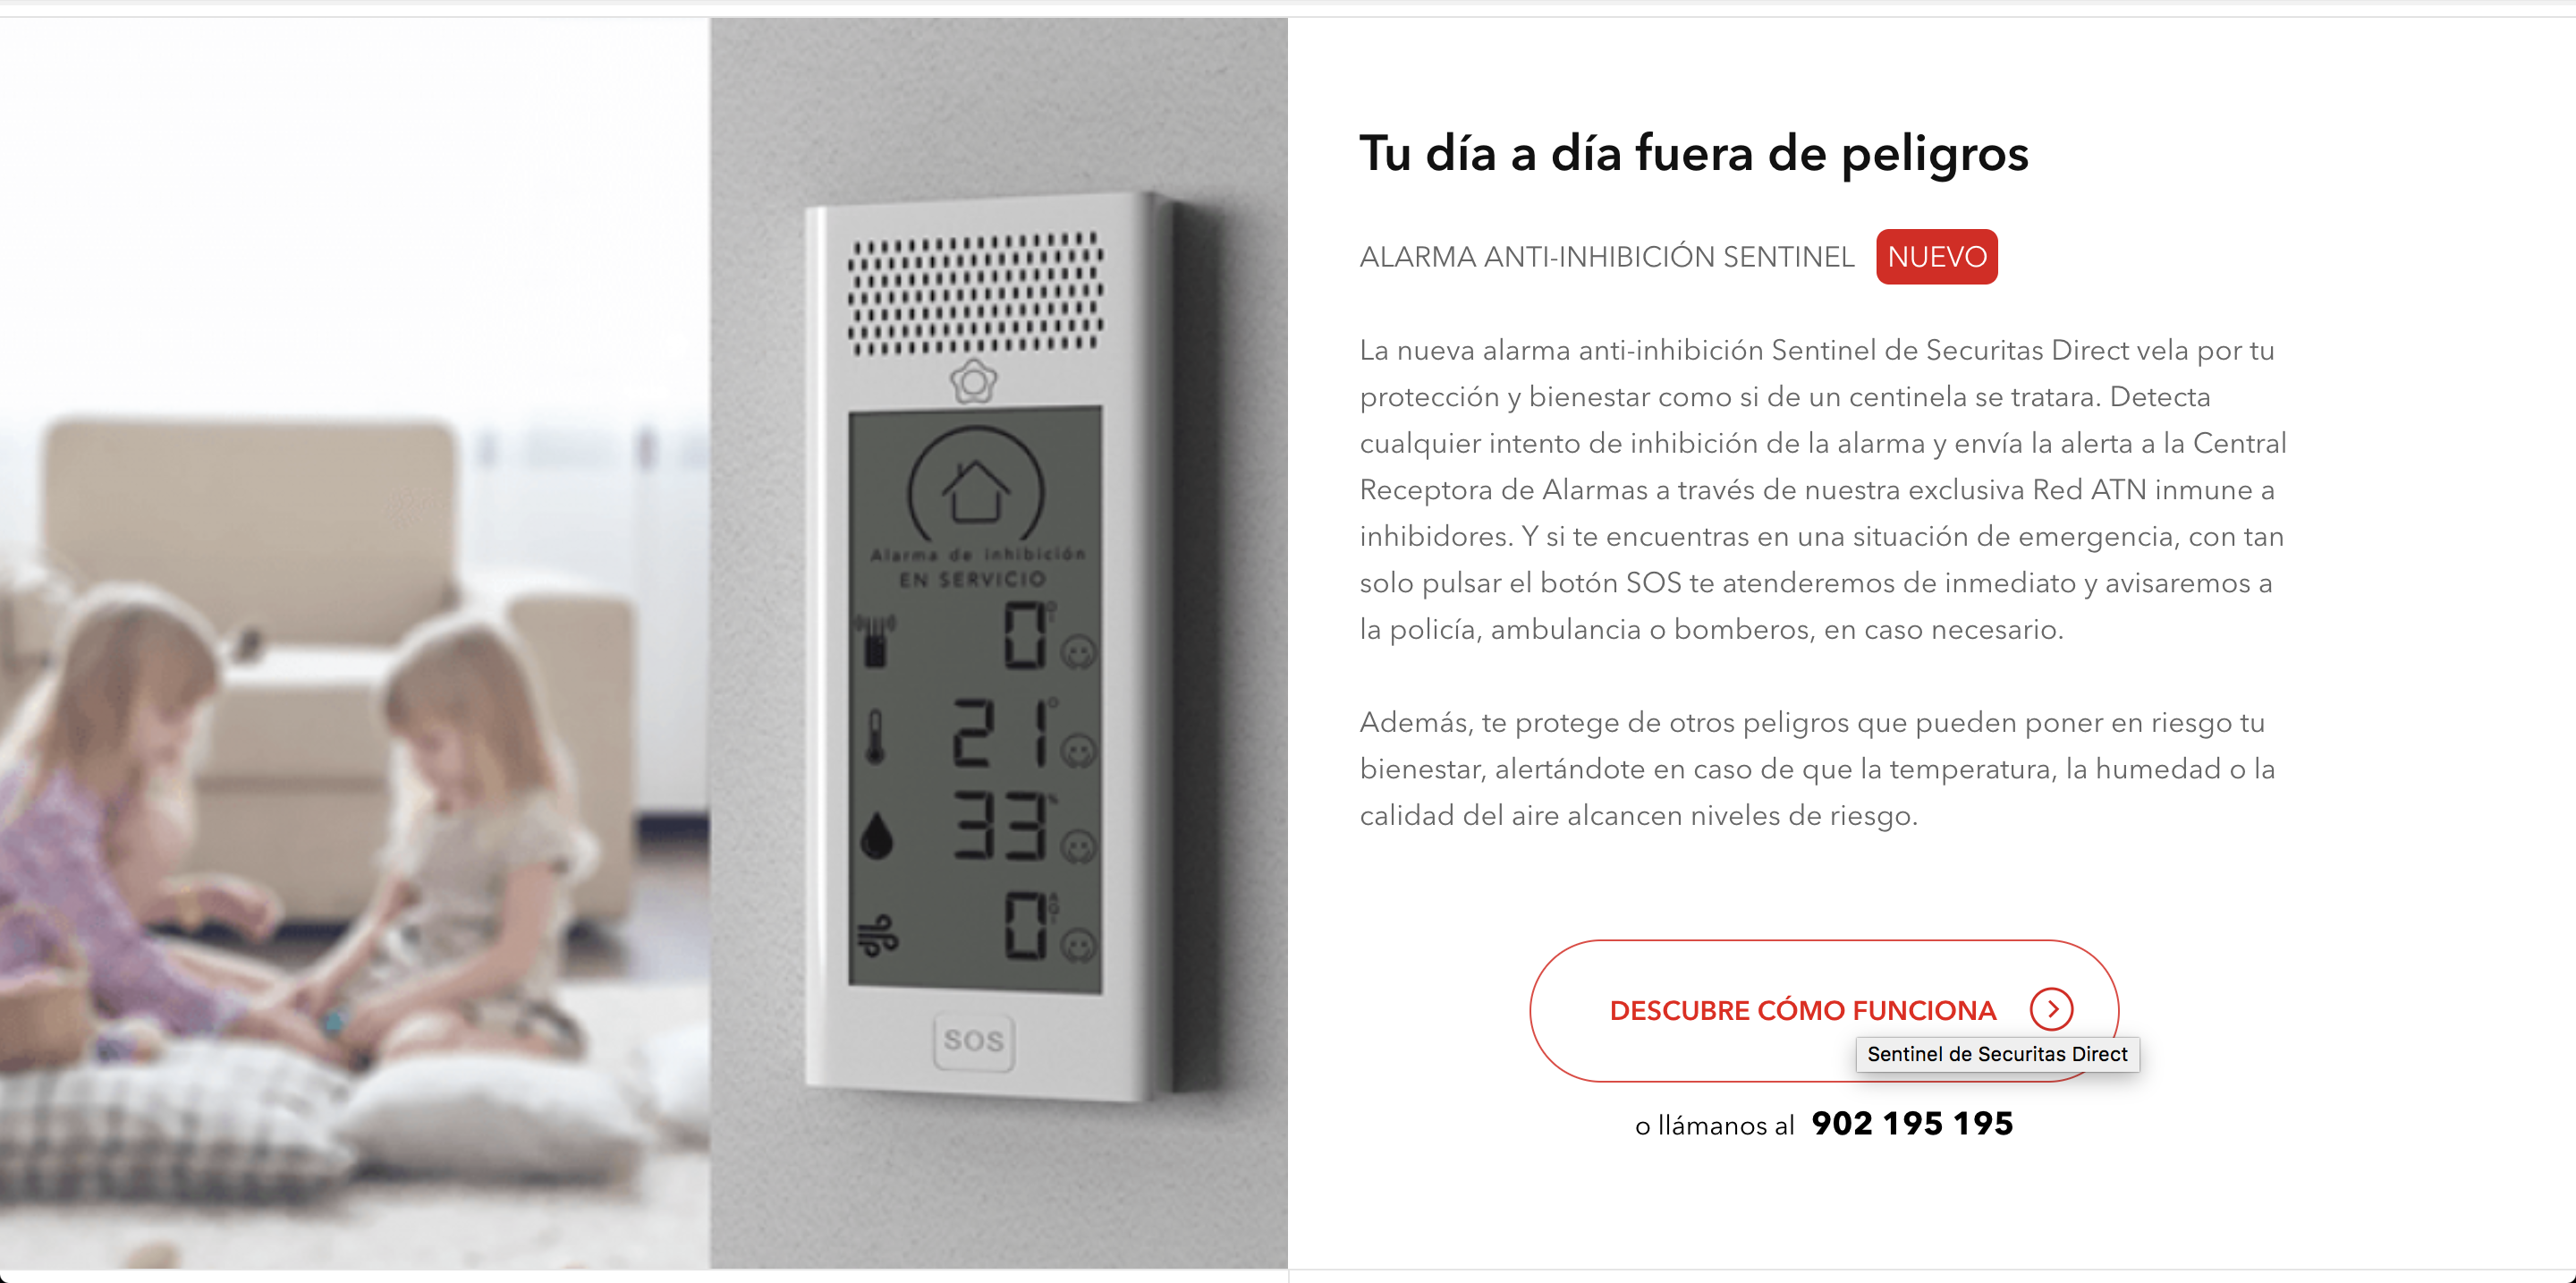 Tu día a día fuera de peligros
ALARMA ANTI-INHIBICIÓN SENTINEL NUEVO
La nueva alarma anti-inhibición Sentinel de Securitas Direct vela por tu
protección y bienestar como si de un centinela se tratara. Detecta
cualquier intento de inhibición de la alarma y envía la alerta a la Central
Receptora de Alarmas a través de nuestra exclusiva Red ATN inmune a
inhibidores. Y si te encuentras en una situación de emergencia, con tan
solo pulsar el botón SOS te atenderemos de inmediato y avisaremos a
la policía, ambulancia o bomberos, en caso necesario.
Además, te protege de otros peligros que pueden poner en riesgo tu
bienestar, alertándote en caso de que la temperatura, la humedad o la
calidad del aire alcancen niveles de riesgo.
DESCUBRE CÓMO FUNCIONA
Sentinel de Securitas Direct
o llámanos al 902 195 195
Alarma de inhibición
EN SERVICIO
0
21°
33%
0
SOS